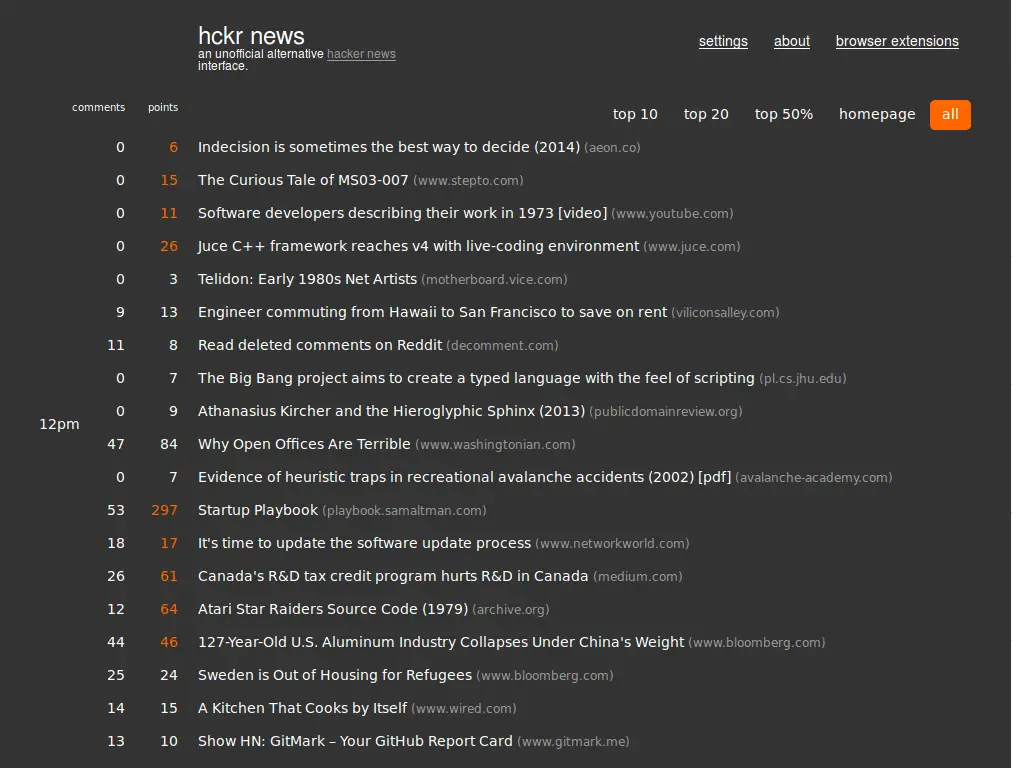 hckr news
an unofficial alternative hacker news
interface.
settings about browser extensions
comments points
top 10 top 20 top 50% homepage all
0 6 Indecision is sometimes the best way to decide (2014) (aeon.co)
0 15 The Curious Tale of MS03-007 (www.stepto.com)
0 11 Software developers describing their work in 1973 [video] (www.youtube.com)
0 26 Juce C++ framework reaches v4 with live-coding environment (www.juce.com)
0 3 Telidon: Early 1980s Net Artists (motherboard.vice.com)
9 13 Engineer commuting from Hawaii to San Francisco to save on rent (viliconsalley.com)
11 8 Read deleted comments on Reddit (decomment.com)
0 7 The Big Bang project aims to create a typed language with the feel of scripting (pl.cs.jhu.edu)
0 9 Athanasius Kircher and the Hieroglyphic Sphinx (2013) (publicdomainreview.org)
12pm
47 84 Why Open Offices Are Terrible (www.washingtonian.com)
0 7 Evidence of heuristic traps in recreational avalanche accidents (2002) [pdf] (avalanche-academy.com)
53 297 Startup Playbook (playbook.samaltman.com)
18 17 It's time to update the software update process (www.networkworld.com)
26 61 Canada's R&D tax credit program hurts R&D in Canada (medium.com)
12 64 Atari Star Raiders Source Code (1979) (archive.org)
44 46 127-Year-Old U.S. Aluminum Industry Collapses Under China's Weight (www.bloomberg.com)
25 24 Sweden is Out of Housing for Refugees (www.bloomberg.com)
14 15 A Kitchen That Cooks by Itself (www.wired.com)
13 10 Show HN: GitMark – Your GitHub Report Card (www.gitmark.me)